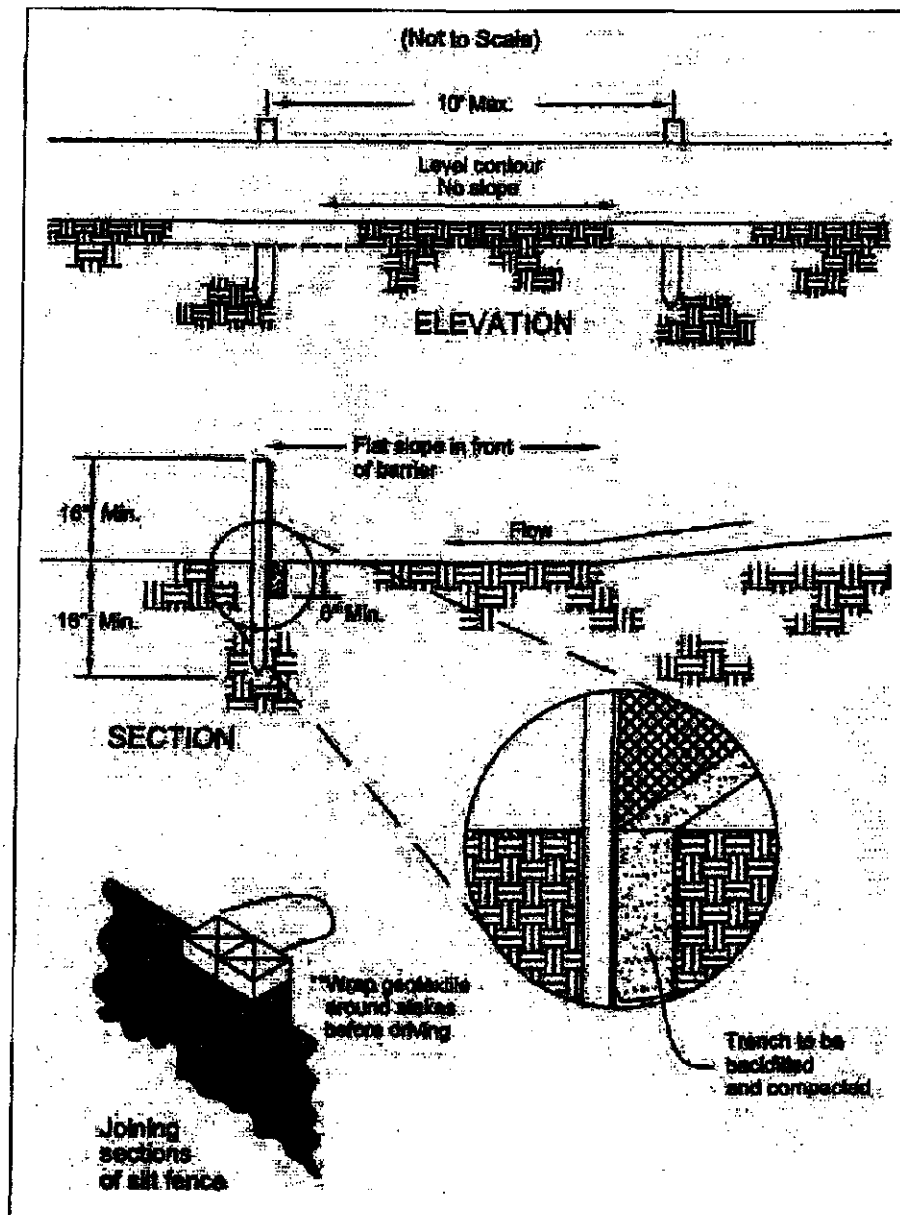 (Not to Scale)
10' Max.
Level contour
No slope
ELEVATION
Flat slope in front
of barrier
16" Min.
Flow
16" Min.
6" Min.
SECTION
**Wrap geotextile
around stakes
before driving
Trench to be
backfilled
and compacted
Joining
sections
of silt fence